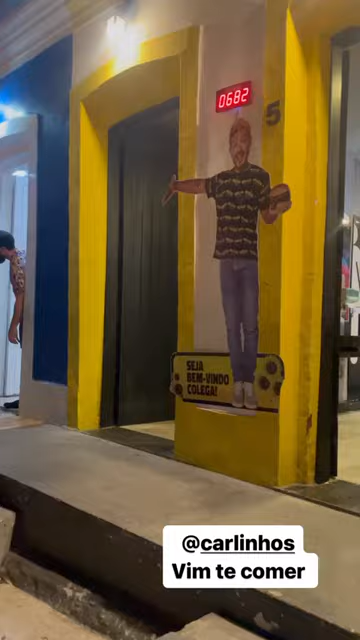 0682
5
SEJA
BEM-VINDO
COLEGA!
@carlinhos
Vim te comer